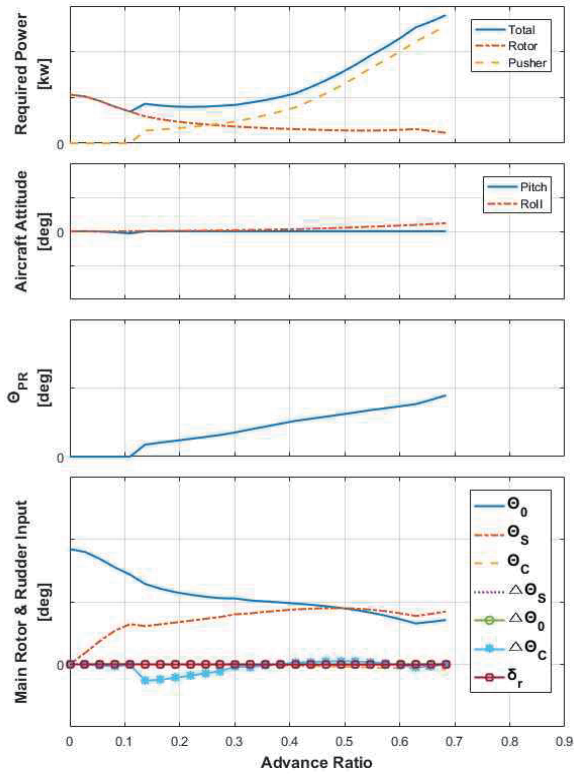 Required Power
[kw]
0
Total
Rotor
Pusher
Aircraft Attitude
[deg]
0
Pitch
Roll
Θ_PR
[deg]
0
Main Rotor & Rudder Input
[deg]
0
Θ_0
Θ_S
Θ_C
△Θ_S
△Θ_0
△Θ_C
δ_r
0 0.1 0.2 0.3 0.4 0.5 0.6 0.7 0.8 0.9
Advance Ratio